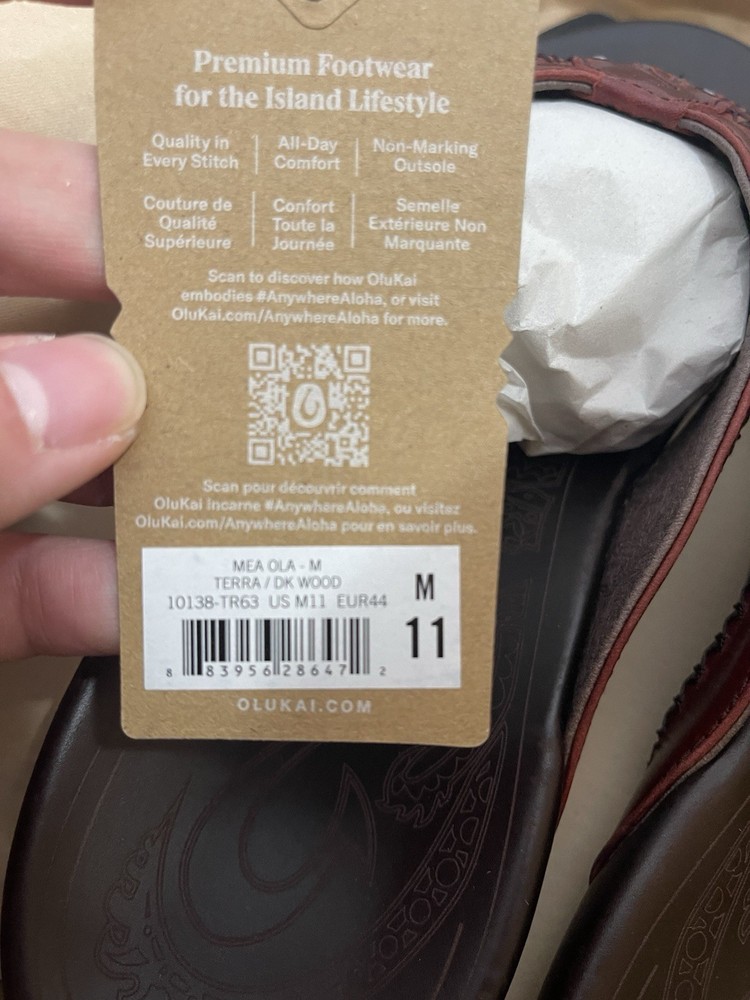 Premium Footwear
for the Island Lifestyle
Quality in
Every Stitch
All-Day
Comfort
Non-Marking
Outsole
Couture de
Qualité
Supérieure
Confort
Toute la
Journée
Semelle
Extérieure Non
Marquante
Scan to discover how OluKai
embodies #AnywhereAloha, or visit
OluKai.com/AnywhereAloha for more.
Scan pour découvrir comment
OluKai incarne #AnywhereAloha, ou visitez
OluKai.com/AnywhereAloha pour en savoir plus.
MEA OLA - M
TERRA / DK WOOD
10138-TR63 US M11 EUR44
M
11
8 83956 28647 2
OLUKAI.COM